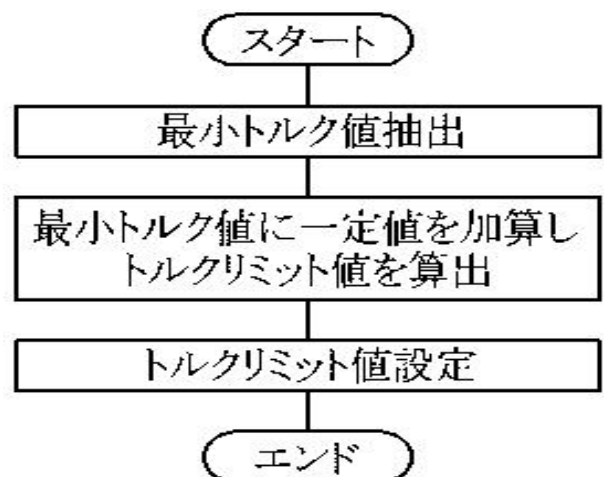 スタート
最小トルク値抽出
最小トルク値に一定値を加算し
トルクリミット値を算出
トルクリミット値設定
エンド